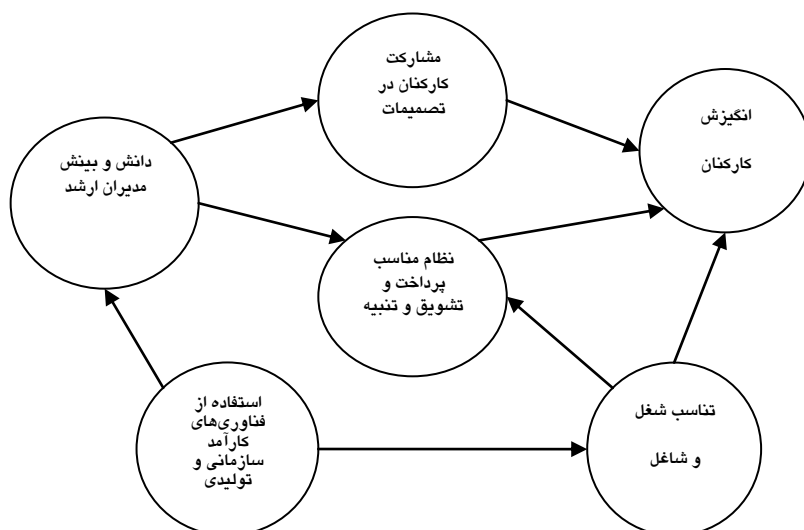 مشارکت
کارکنان در
تصمیمات
انگیزش
کارکنان
دانش و بینش
مدیران ارشد
نظام مناسب
پرداخت و
تشویق و تنبیه
استفاده از
فناوری‌های
کارآمد
سازمانی و
تولیدی
تناسب شغل
و شاغل